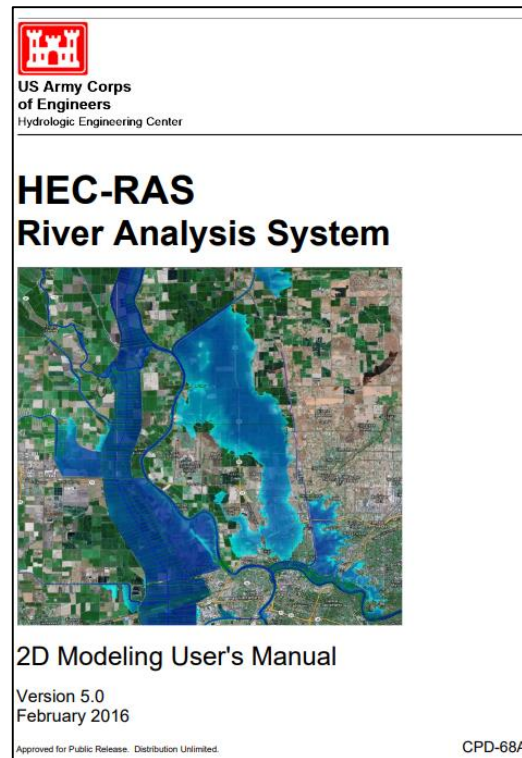 US Army Corps
of Engineers
Hydrologic Engineering Center
HEC-RAS
River Analysis System
2D Modeling User's Manual
Version 5.0
February 2016
Approved for Public Release. Distribution Unlimited.
CPD-68A